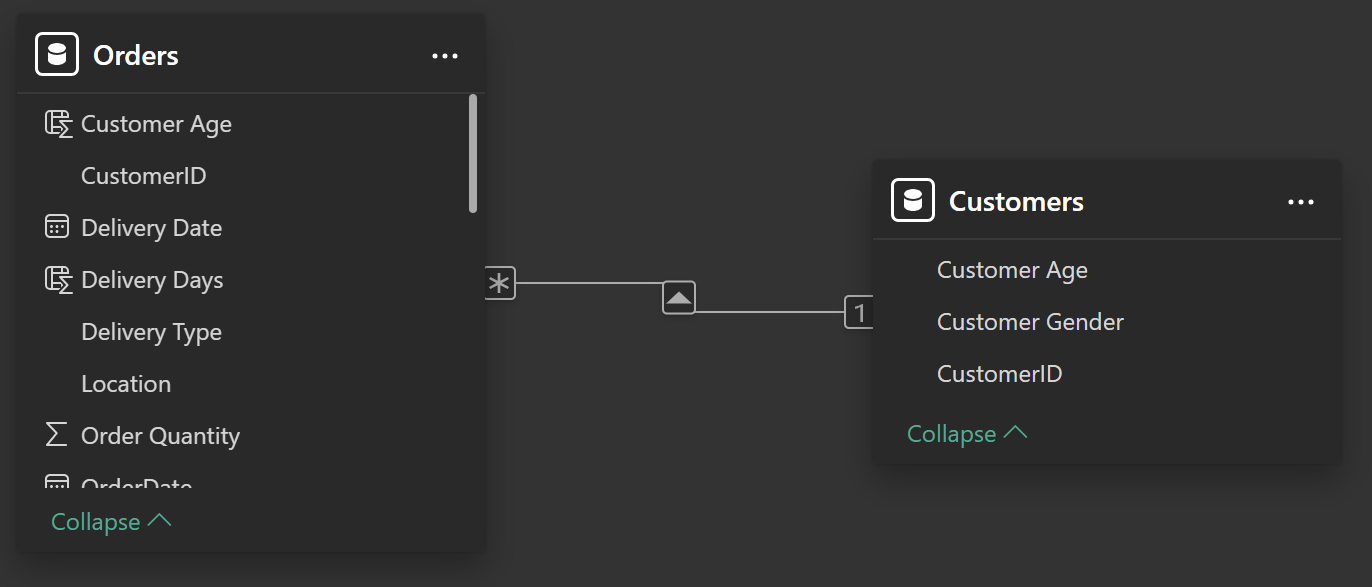 Orders
Customer Age
CustomerID
Delivery Date
Delivery Days
Delivery Type
Location
Order Quantity
OrderDate
Collapse
*
1
Customers
Customer Age
Customer Gender
CustomerID
Collapse